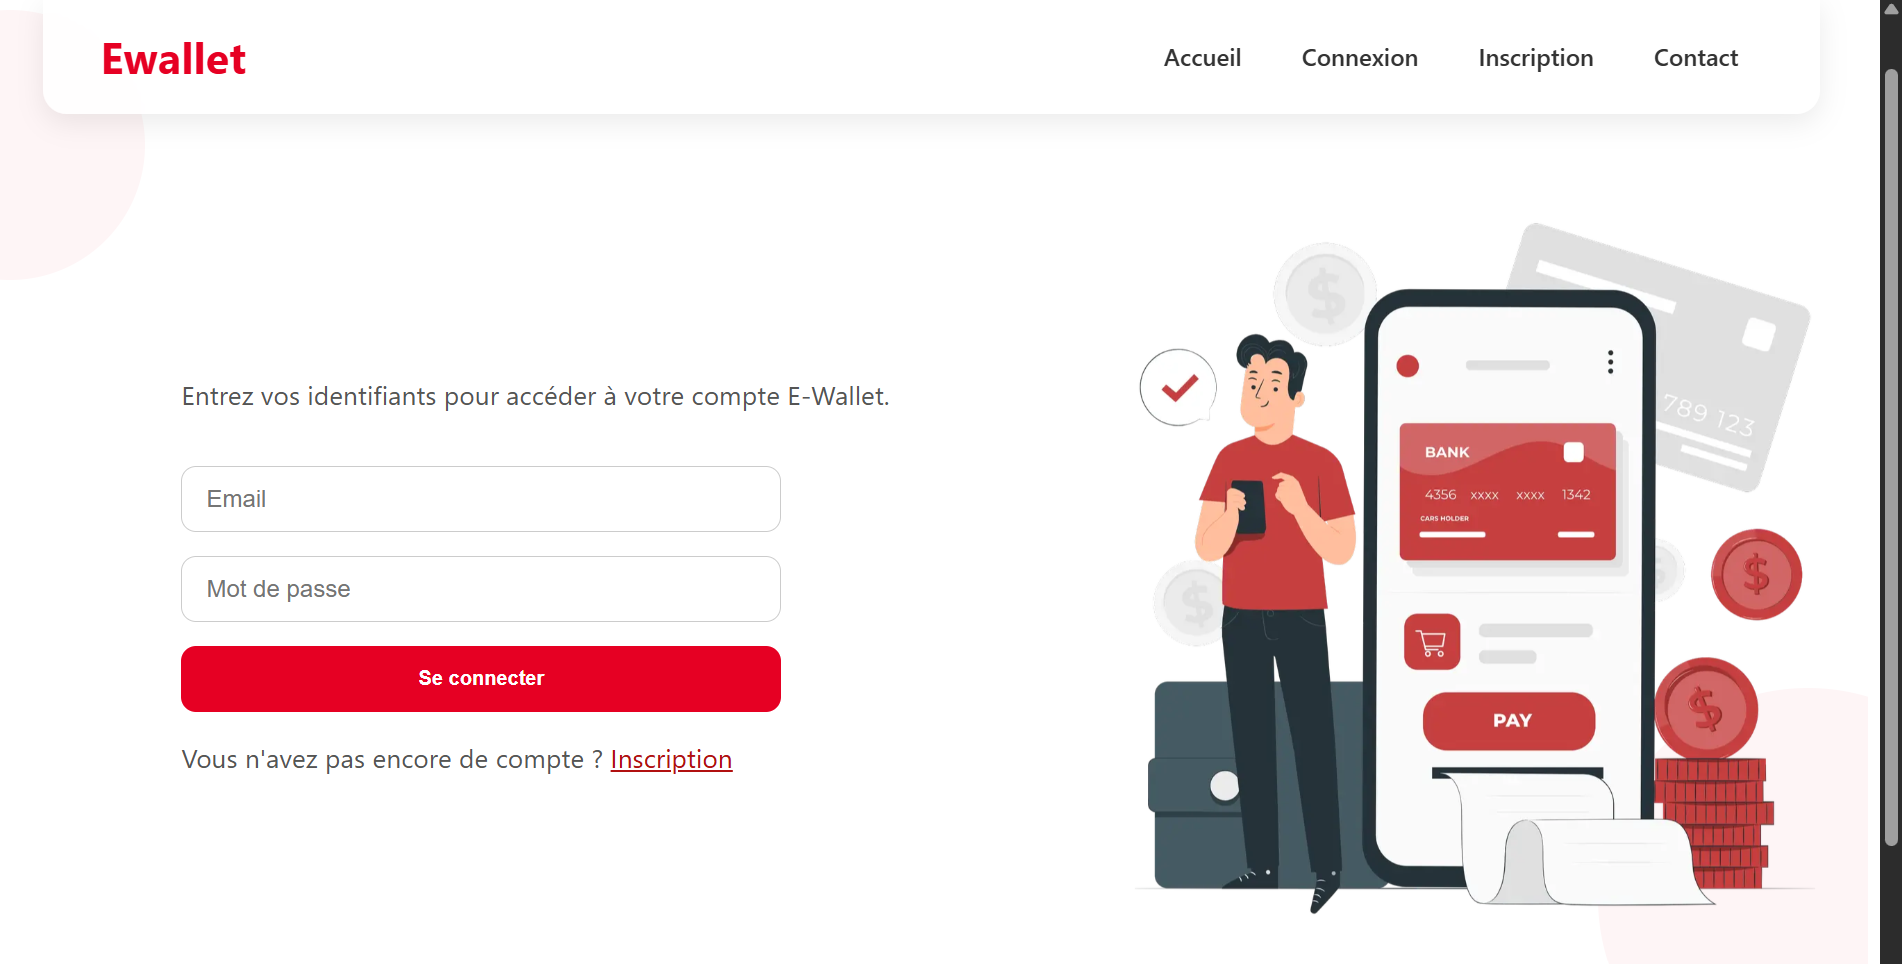 Ewallet
Accueil Connexion Inscription Contact
Entrez vos identifiants pour accéder à votre compte E-Wallet.
Email
Mot de passe
Se connecter
Vous n'avez pas encore de compte ? Inscription
789 123
BANK
4356 xxxx xxxx 1342
CARS HOLDER
PAY
$
$
$
$
$